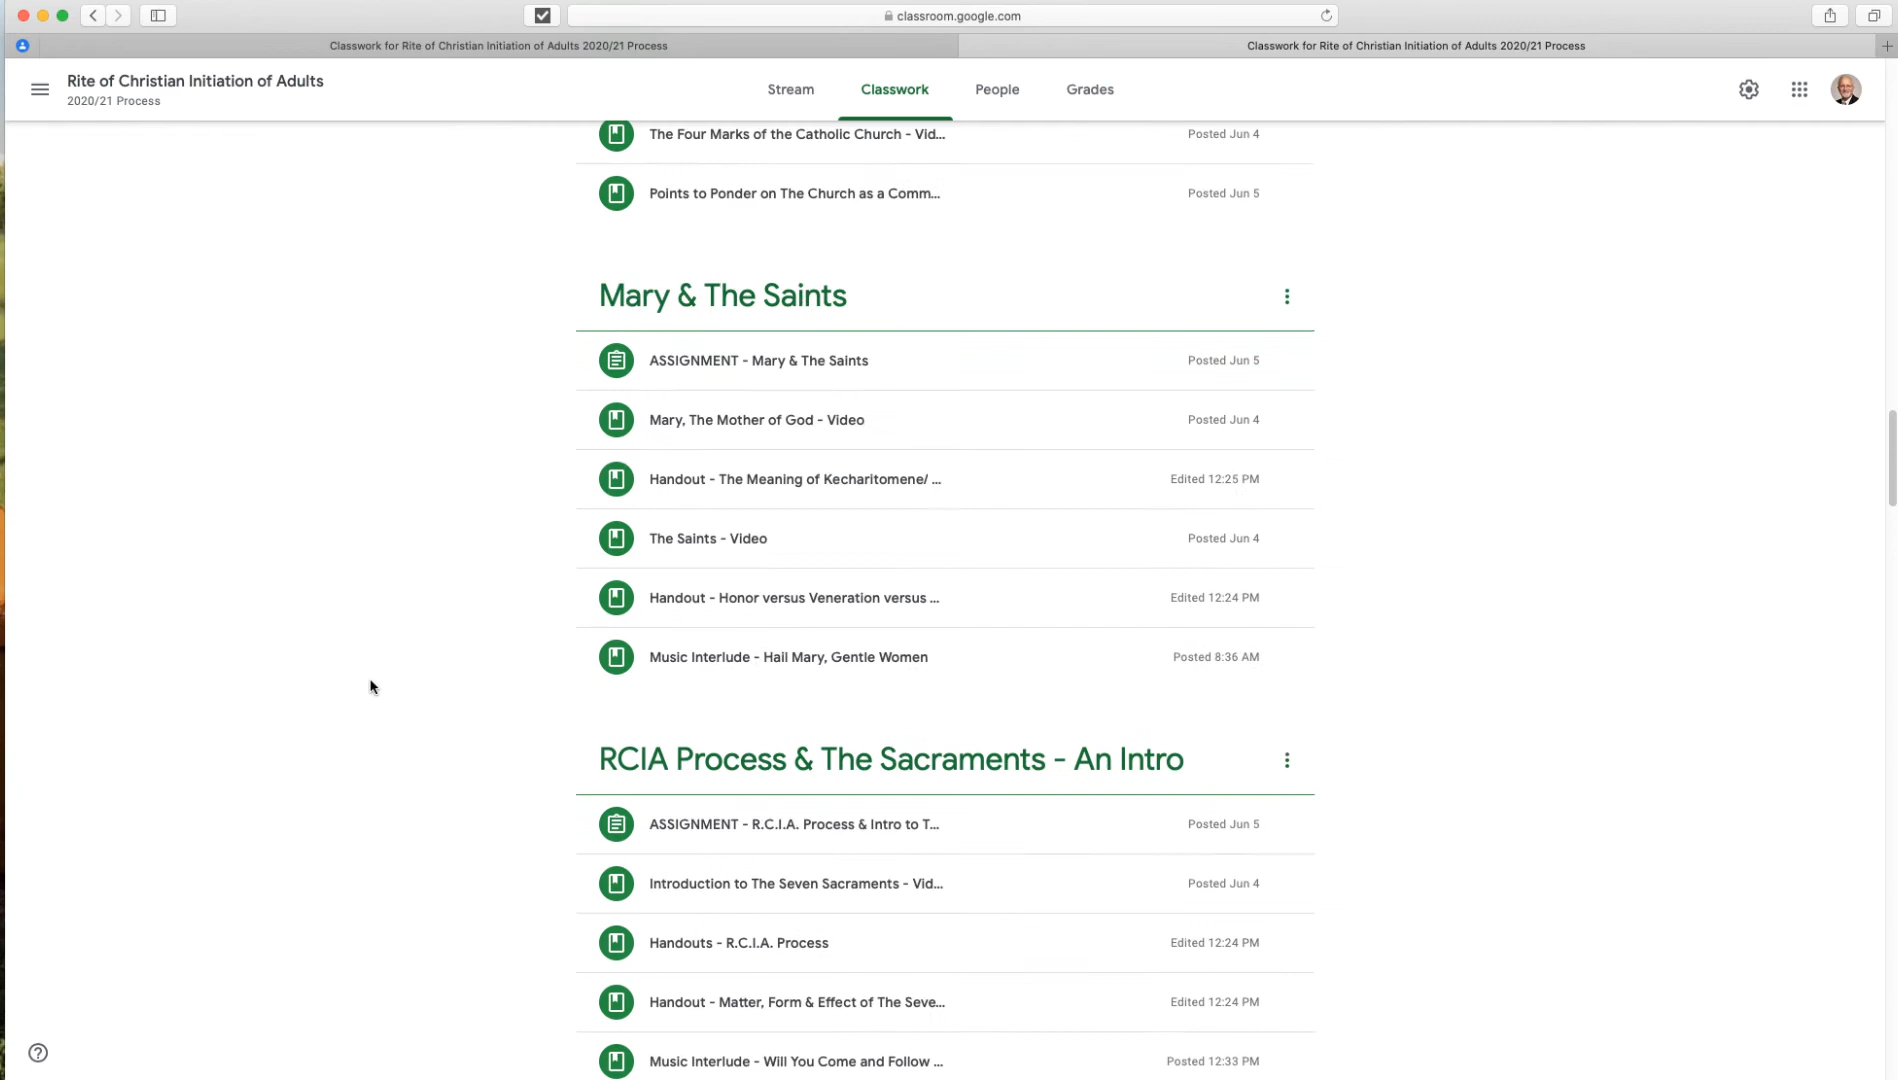 classroom.google.com
Classwork for Rite of Christian Initiation of Adults 2020/21 Process
Classwork for Rite of Christian Initiation of Adults 2020/21 Process
Rite of Christian Initiation of Adults
2020/21 Process
Stream
Classwork
People
Grades
The Four Marks of the Catholic Church - Vid...
Posted Jun 4
Points to Ponder on The Church as a Comm...
Posted Jun 5
Mary & The Saints
ASSIGNMENT - Mary & The Saints
Posted Jun 5
Mary, The Mother of God - Video
Posted Jun 4
Handout - The Meaning of Kecharitomene/ ...
Edited 12:25 PM
The Saints - Video
Posted Jun 4
Handout - Honor versus Veneration versus ...
Edited 12:24 PM
Music Interlude - Hail Mary, Gentle Women
Posted 8:36 AM
RCIA Process & The Sacraments - An Intro
ASSIGNMENT - R.C.I.A. Process & Intro to T...
Posted Jun 5
Introduction to The Seven Sacraments - Vid...
Posted Jun 4
Handouts - R.C.I.A. Process
Edited 12:24 PM
Handout - Matter, Form & Effect of The Seve...
Edited 12:24 PM
Music Interlude - Will You Come and Follow ...
Posted 12:33 PM